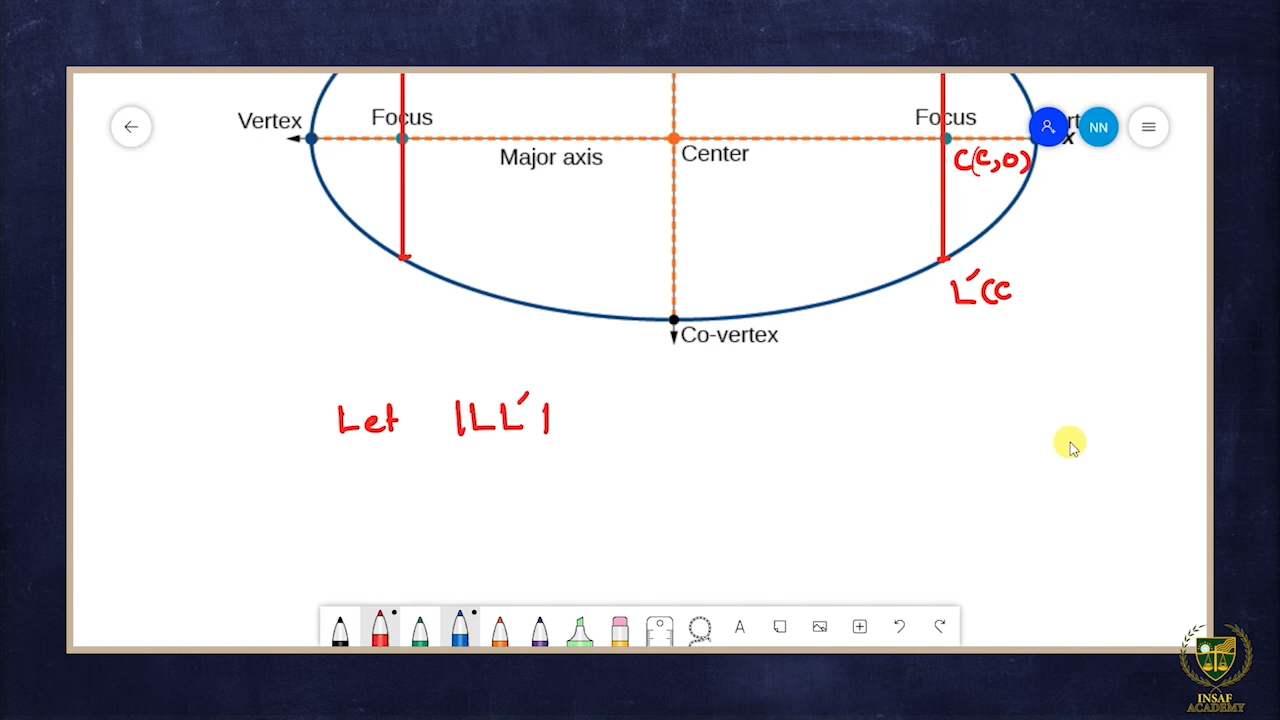 Vertex
Focus
Focus
NN
Major axis
Center
C(C,0)
L'(C
Co-vertex
Let |LL'|
A
INSAF
ACADEMY